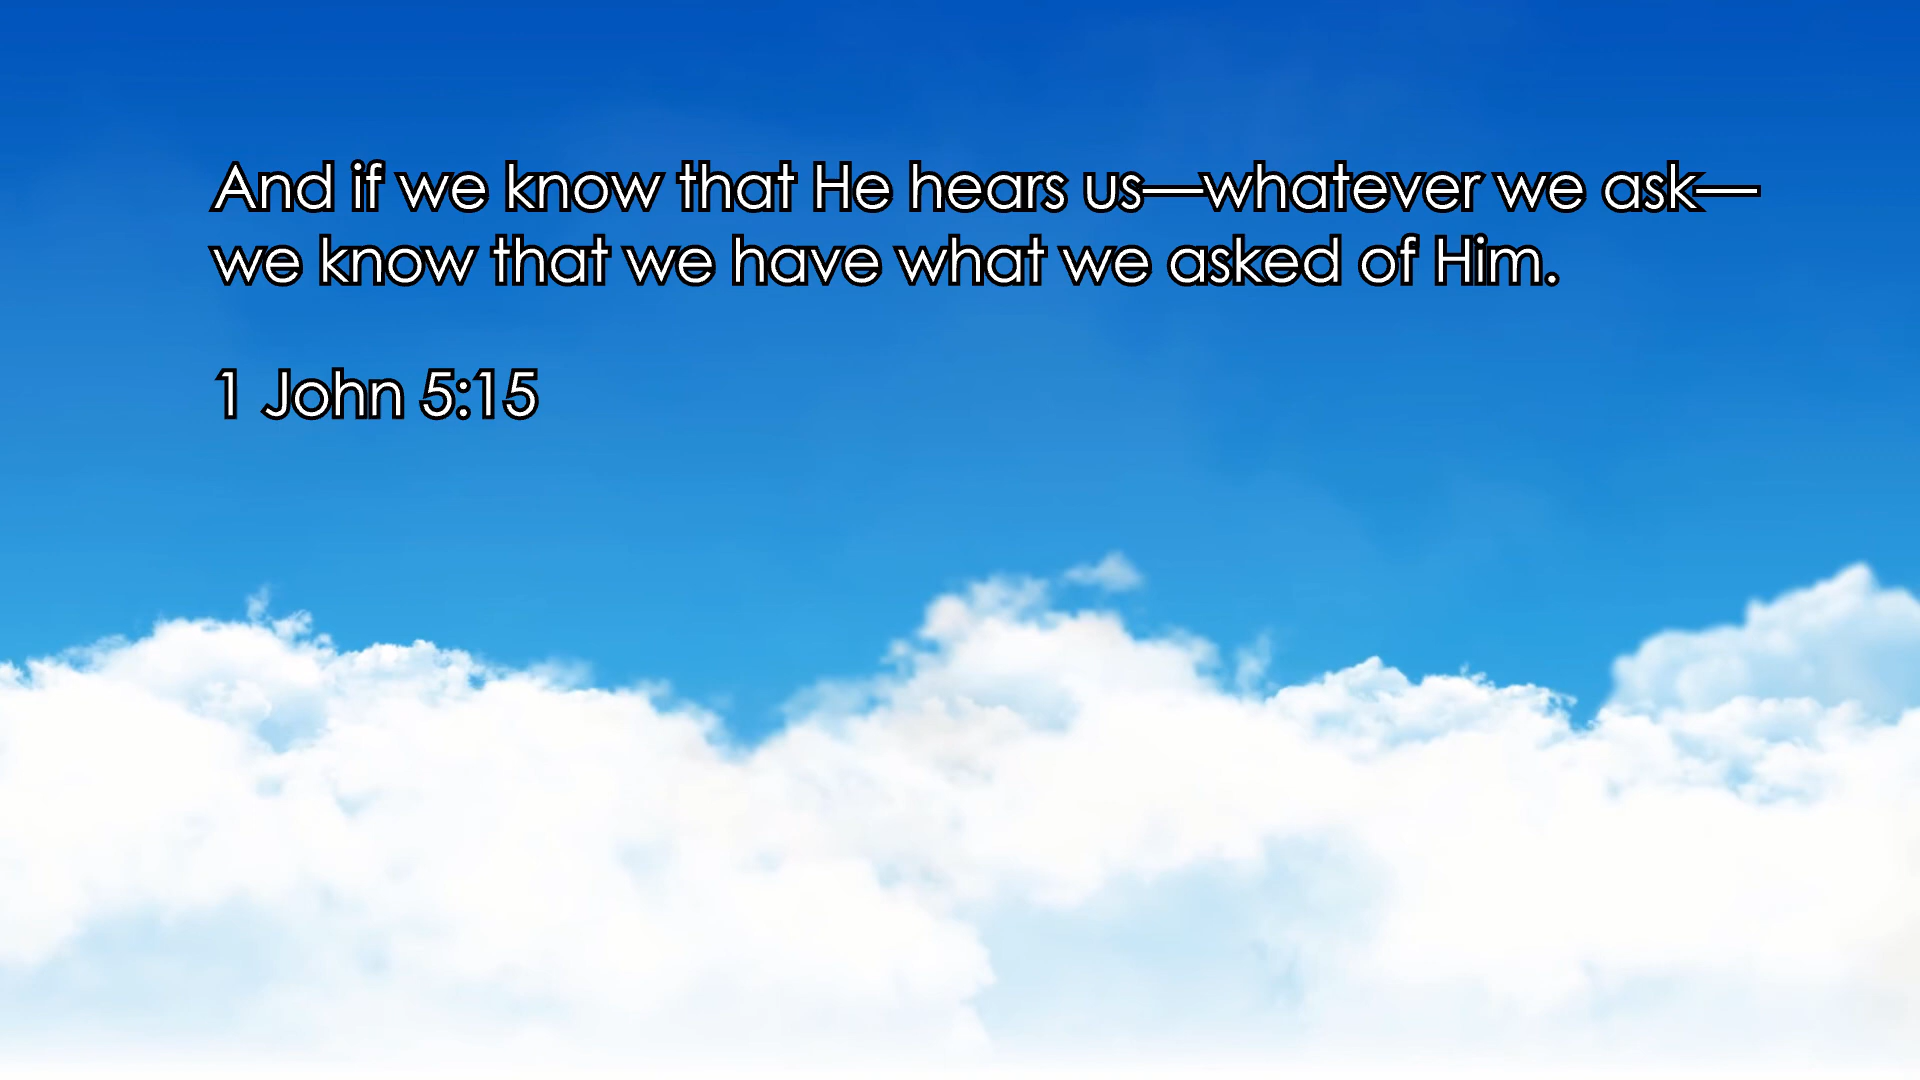 And if we know that He hears us—whatever we ask—
we know that we have what we asked of Him.
1 John 5:15